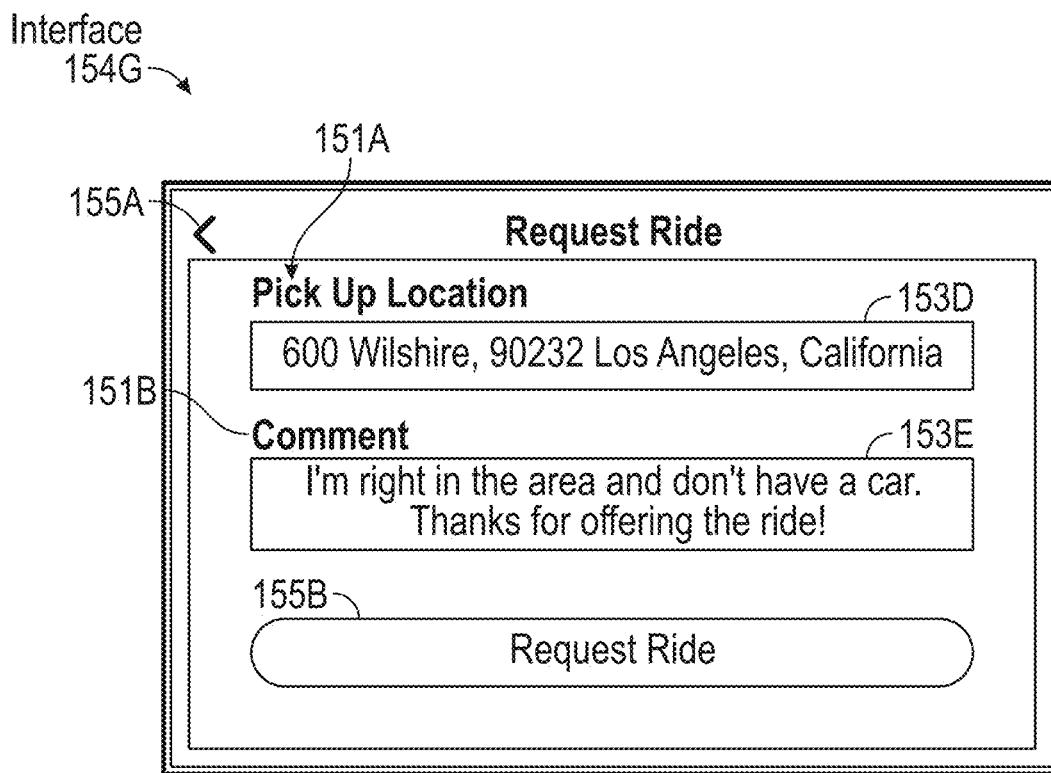 Interface
154G
151A
155A
Request Ride
Pick Up Location
153D
600 Wilshire, 90232 Los Angeles, California
151B
Comment
153E
I'm right in the area and don't have a car.
Thanks for offering the ride!
155B
Request Ride